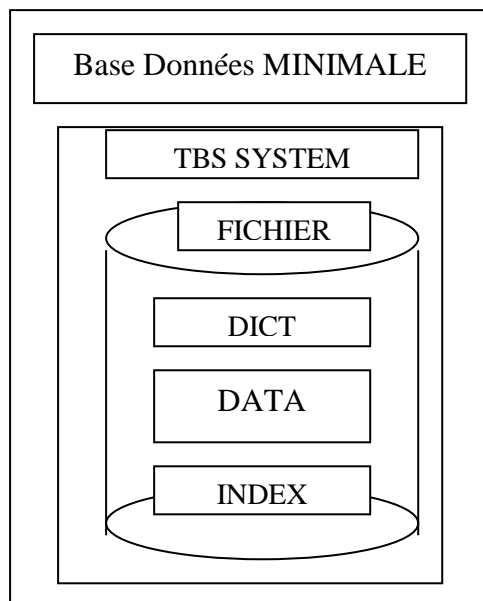 Base Données MINIMALE
TBS SYSTEM
FICHIER
DICT
DATA
INDEX